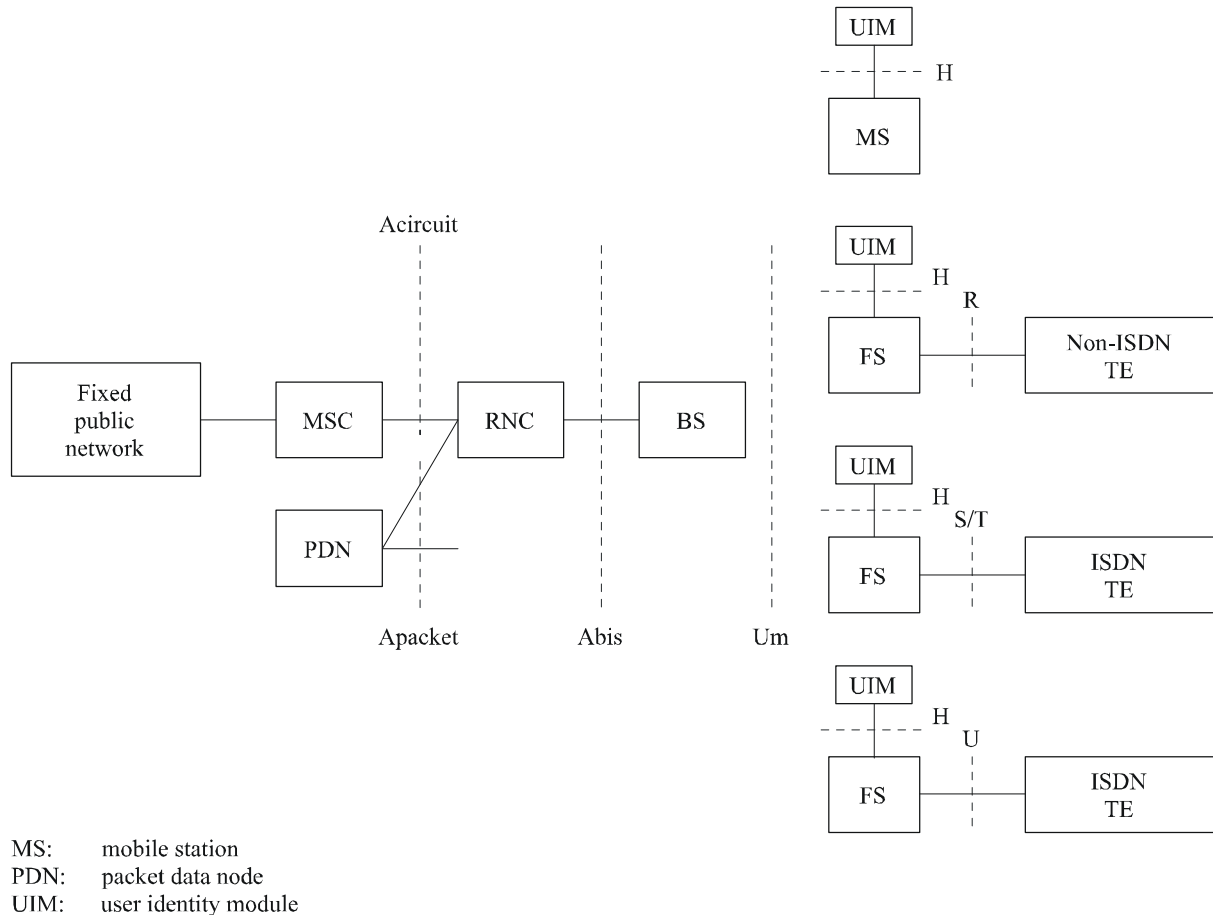 UIM
H
MS
Acircuit
UIM
H
R
FS
Non-ISDN
TE
Fixed
public
network
MSC
RNC
BS
UIM
H
S/T
PDN
FS
ISDN
TE
Apacket
Abis
Um
UIM
H
U
FS
ISDN
TE
MS: mobile station
PDN: packet data node
UIM: user identity module